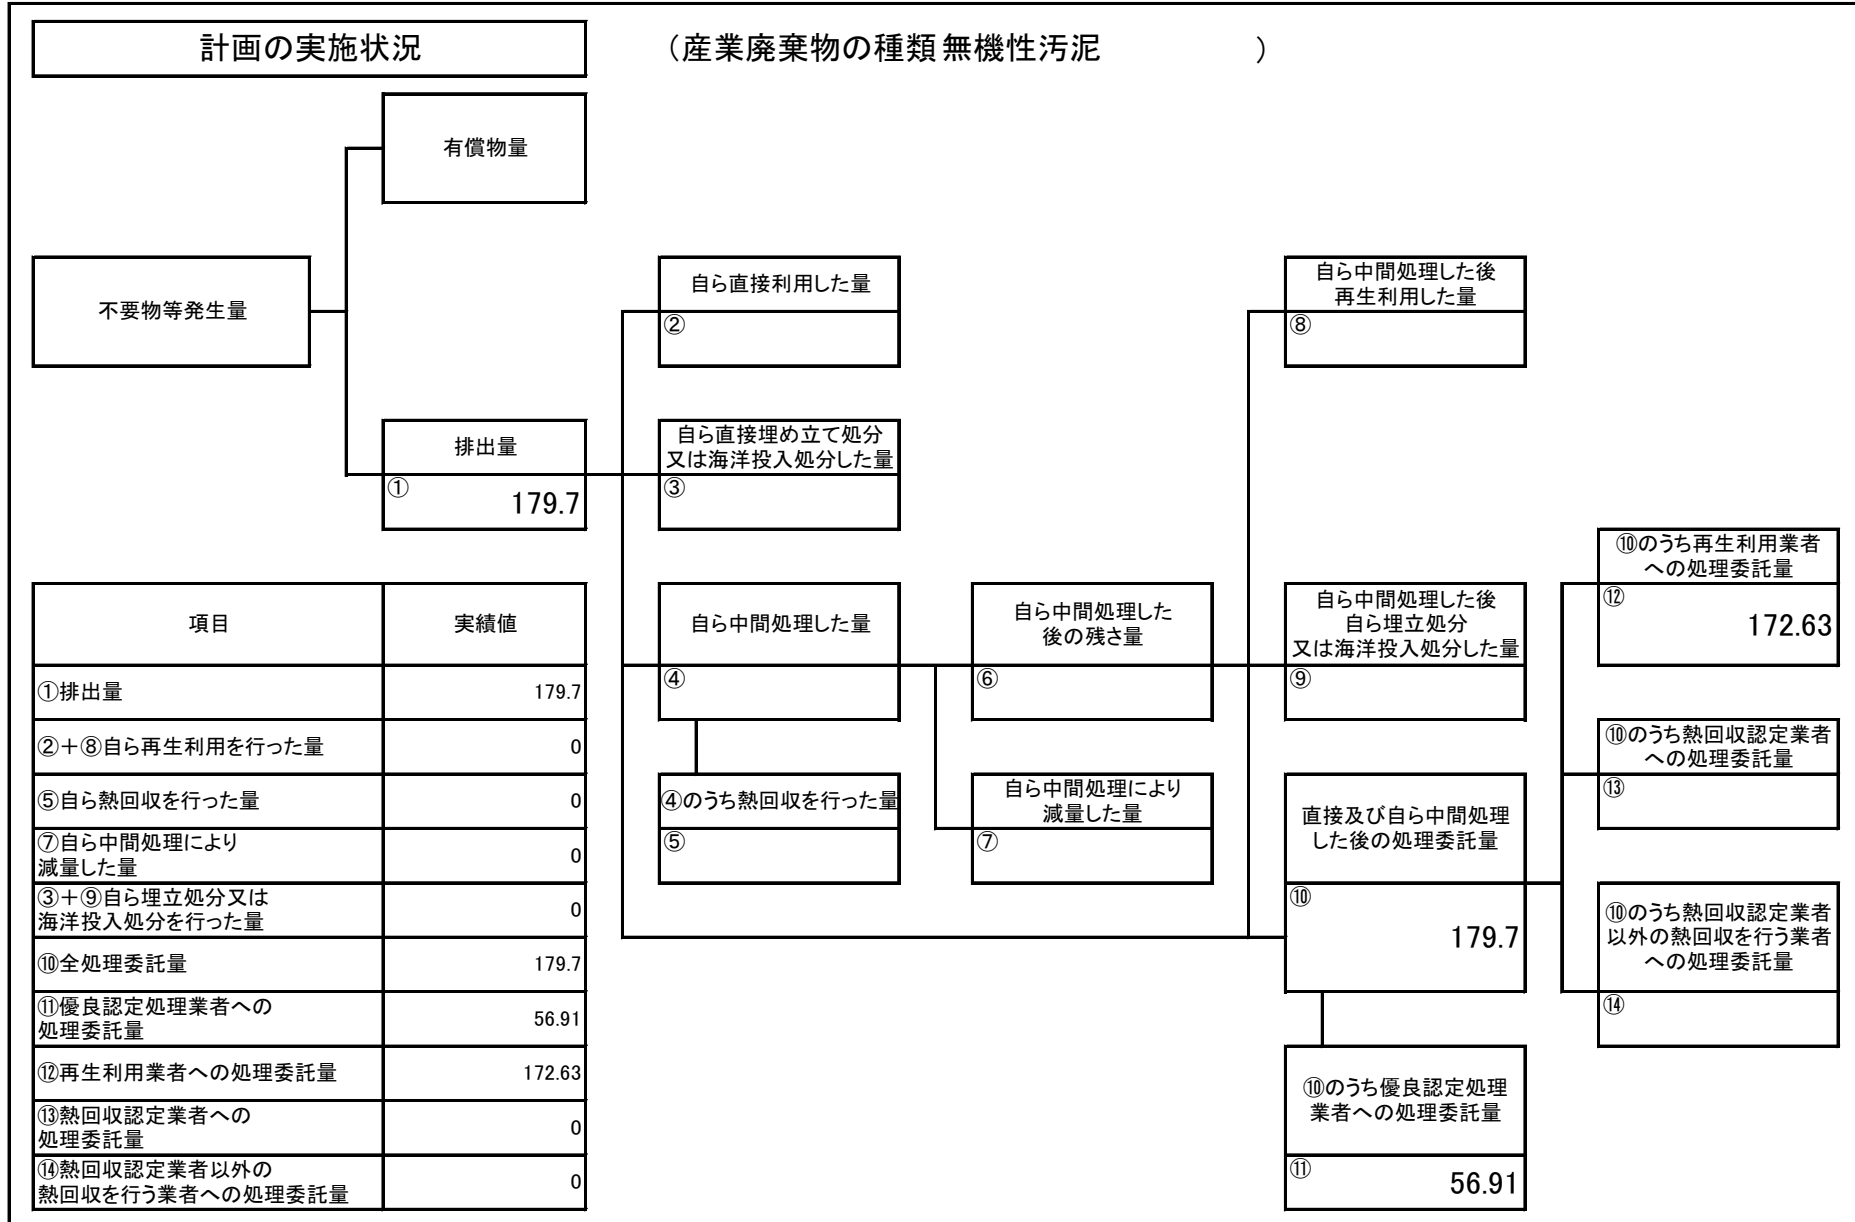 計画の実施状況
（産業廃棄物の種類 無機性汚泥　　　　　）
有償物量
不要物等発生量
自ら直接利用した量
②
自ら中間処理した後
再生利用した量
⑧
排出量
① 179.7
自ら直接埋め立て処分
又は海洋投入処分した量
③
⑩のうち再生利用業者
への処理委託量
⑫ 172.63
自ら中間処理した量
④
自ら中間処理した
後の残さ量
⑥
自ら中間処理した後
自ら埋立処分
又は海洋投入処分した量
⑨
⑩のうち熱回収認定業者
への処理委託量
⑬
④のうち熱回収を行った量
⑤
自ら中間処理により
減量した量
⑦
直接及び自ら中間処理
した後の処理委託量
⑩ 179.7
⑩のうち熱回収認定業者
以外の熱回収を行う業者
への処理委託量
⑭
⑩のうち優良認定処理
業者への処理委託量
⑪ 56.91
項目 実績値
①排出量 179.7
②＋⑧自ら再生利用を行った量 0
⑤自ら熱回収を行った量 0
⑦自ら中間処理により
減量した量 0
③＋⑨自ら埋立処分又は
海洋投入処分を行った量 0
⑩全処理委託量 179.7
⑪優良認定処理業者への
処理委託量 56.91
⑫再生利用業者への処理委託量 172.63
⑬熱回収認定業者への
処理委託量 0
⑭熱回収認定業者以外の
熱回収を行う業者への処理委託量 0